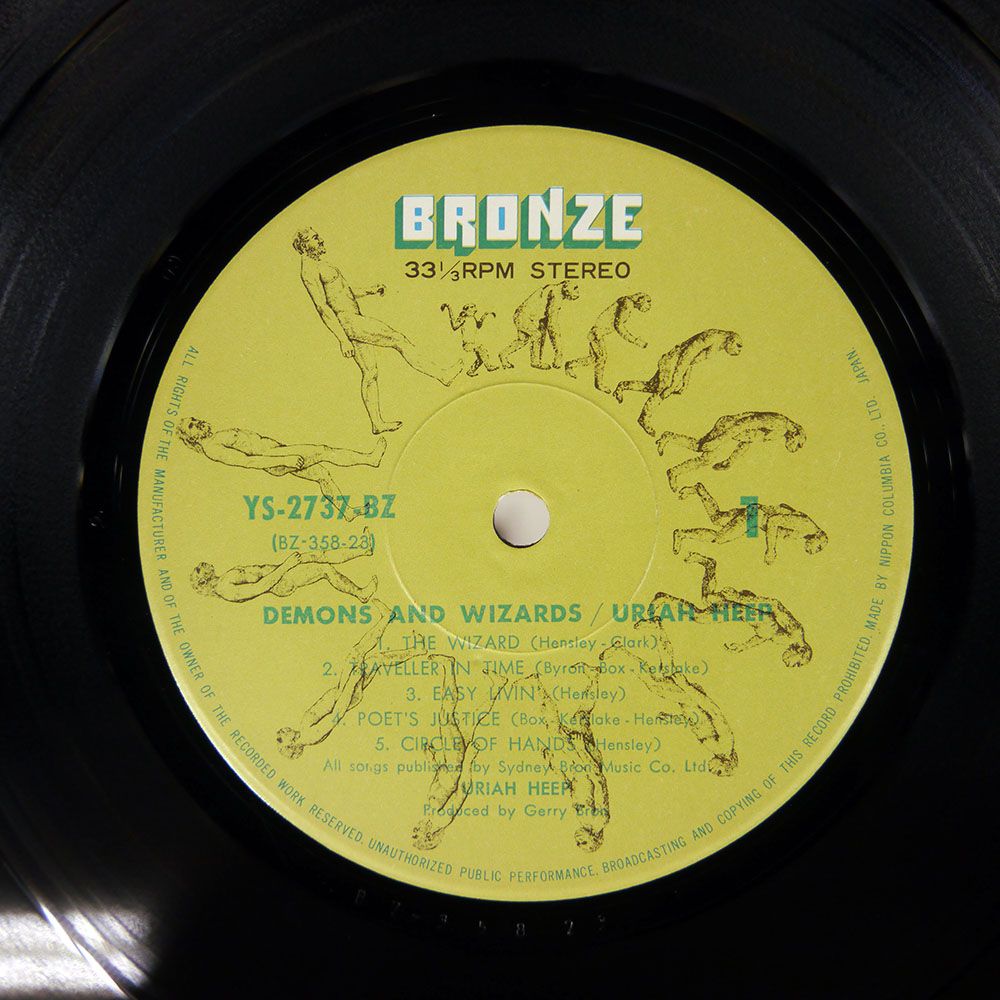 BRONZE
33 1/3 RPM STEREO
YS-2737-BZ
(BZ-358-23)
1
DEMONS AND WIZARDS / URIAH HEEP
1. THE WIZARD (Hensley-Clark)
2. TRAVELLER IN TIME (Byron-Box-Kerslake)
3. EASY LIVIN' (Hensley)
4. POET'S JUSTICE (Box-Kerslake-Hensley)
5. CIRCLE OF HANDS (Hensley)
All songs published by Sydney Bron Music Co. Ltd.
URIAH HEEP
Produced by Gerry Bron
ALL RIGHTS OF THE MANUFACTURER AND OF THE OWNER OF THE RECORDED WORK RESERVED. UNAUTHORIZED PUBLIC PERFORMANCE, BROADCASTING AND COPYING OF THIS RECORD PROHIBITED. MADE BY NIPPON COLUMBIA CO., LTD. JAPAN.